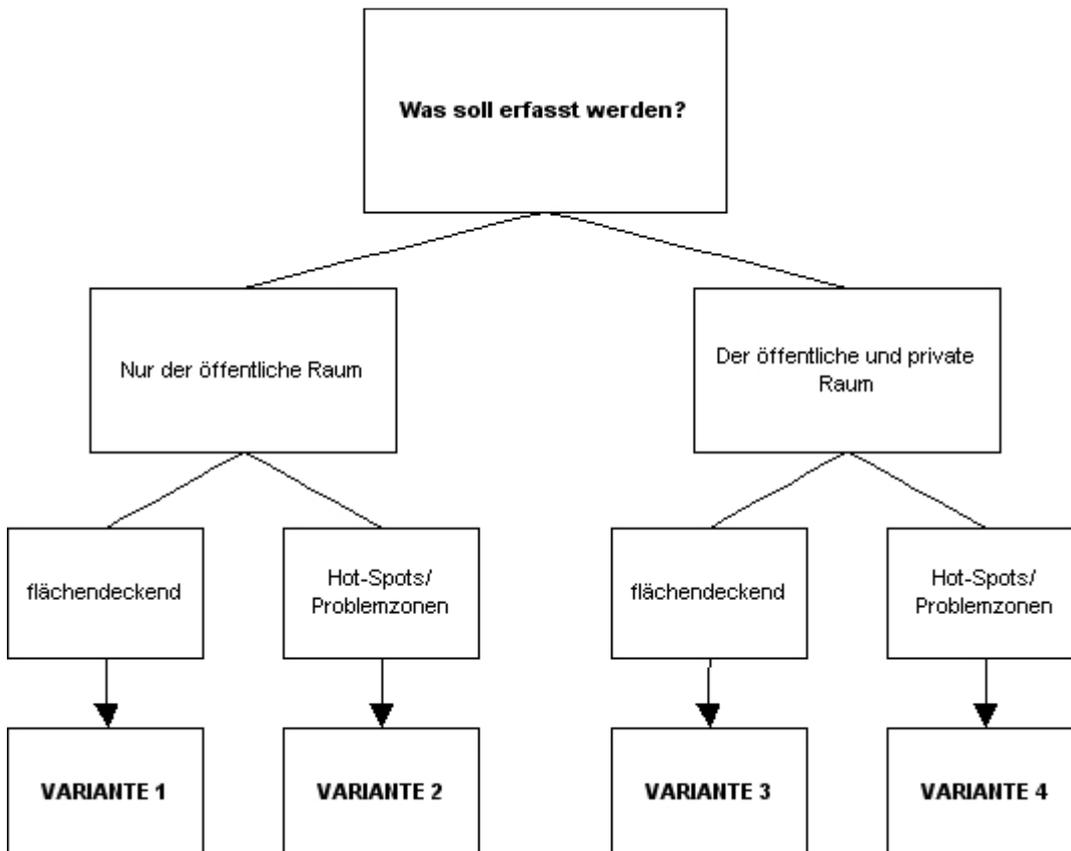 Was soll erfasst werden?
Nur der öffentliche Raum
Der öffentliche und private
Raum
flächendeckend
Hot-Spots/
Problemzonen
flächendeckend
Hot-Spots/
Problemzonen
VARIANTE 1
VARIANTE 2
VARIANTE 3
VARIANTE 4